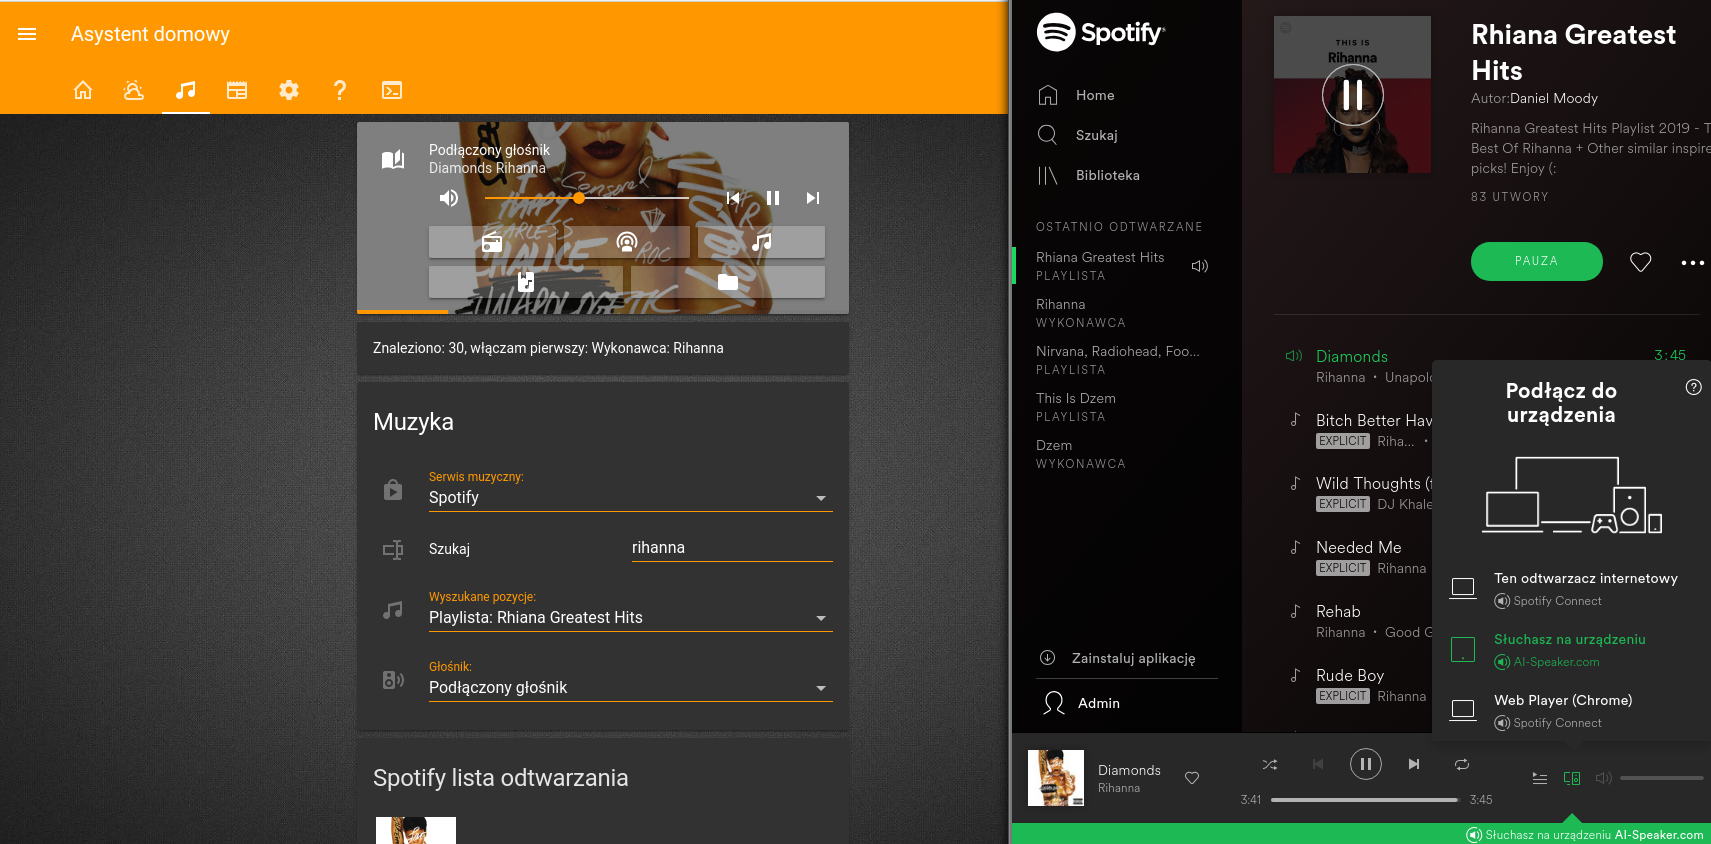 Asystent domowy
Podłączony głośnik
Diamonds Rihanna
Censored
HAPPY
FEARLESS
CHANCE
ROC
UNAPOLOGETIC
Znaleziono: 30, włączam pierwszy: Wykonawca: Rihanna
Muzyka
Serwis muzyczny:
Spotify
Szukaj
rihanna
Wyszukane pozycje:
Playlista: Rhiana Greatest Hits
Głośnik:
Podłączony głośnik
Spotify lista odtwarzania
Spotify
Home
Szukaj
Biblioteka
OSTATNIO ODTWARZANE
Rhiana Greatest Hits
PLAYLISTA
Rihanna
WYKONAWCA
Nirvana, Radiohead, Foo...
PLAYLISTA
This Is Dzem
PLAYLISTA
Dzem
WYKONAWCA
Zainstaluj aplikację
Admin
THIS IS
Rihanna
Rhiana Greatest
Hits
Autor:Daniel Moody
Rihanna Greatest Hits Playlist 2019 - T
Best Of Rihanna + Other similar inspire
picks! Enjoy (:
83 UTWORY
PAUZA
Diamonds 3:45
Rihanna • Unapolo
Bitch Better Hav
EXPLICIT Riha... •
Wild Thoughts (f
EXPLICIT DJ Khale
Needed Me
EXPLICIT Rihanna
Rehab
Rihanna • Good G
Rude Boy
EXPLICIT Rihanna
Podłącz do
urządzenia
Ten odtwarzacz internetowy
Spotify Connect
Słuchasz na urządzeniu
AI-Speaker.com
Web Player (Chrome)
Spotify Connect
Diamonds
Rihanna
3:41
3:45
Słuchasz na urządzeniu AI-Speaker.com